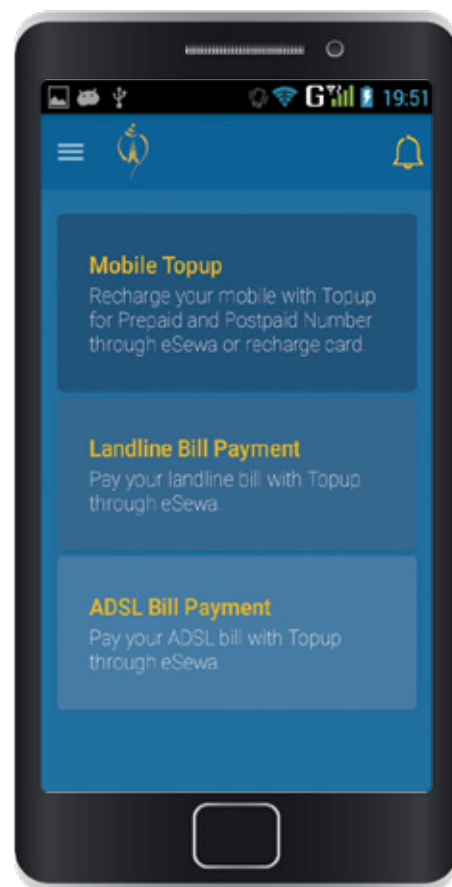 G 19:51
Mobile Topup
Recharge your mobile with Topup
for Prepaid and Postpaid Number
through eSewa or recharge card.
Landline Bill Payment
Pay your landline bill with Topup
through eSewa.
ADSL Bill Payment
Pay your ADSL bill with Topup
through eSewa.